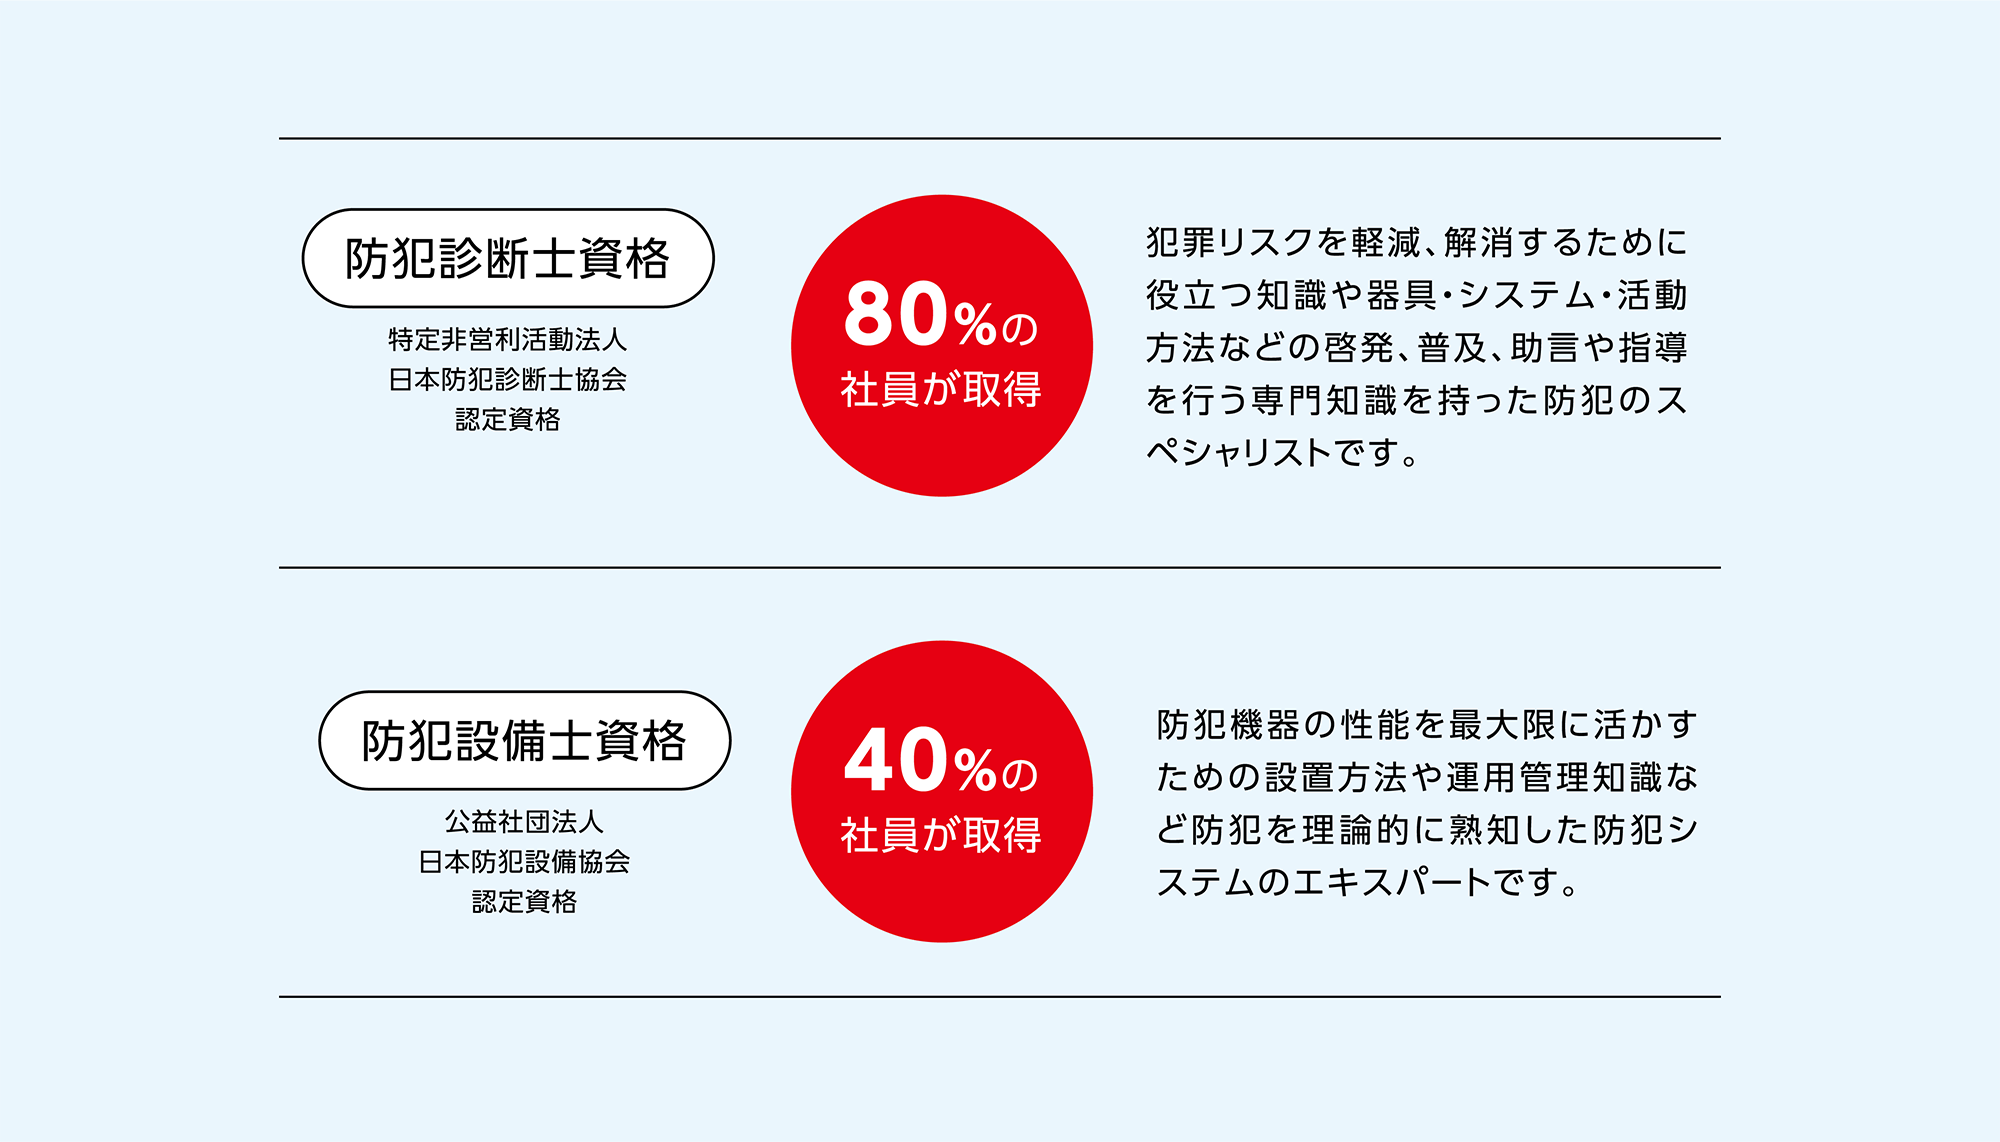 防犯診断士資格
特定非営利活動法人
日本防犯診断士協会
認定資格
80%の
社員が取得
犯罪リスクを軽減、解消するために
役立つ知識や器具・システム・活動
方法などの啓発、普及、助言や指導
を行う専門知識を持った防犯のス
ペシャリストです。
防犯設備士資格
公益社団法人
日本防犯設備協会
認定資格
40%の
社員が取得
防犯機器の性能を最大限に活かす
ための設置方法や運用管理知識な
ど防犯を理論的に熟知した防犯シ
ステムのエキスパートです。